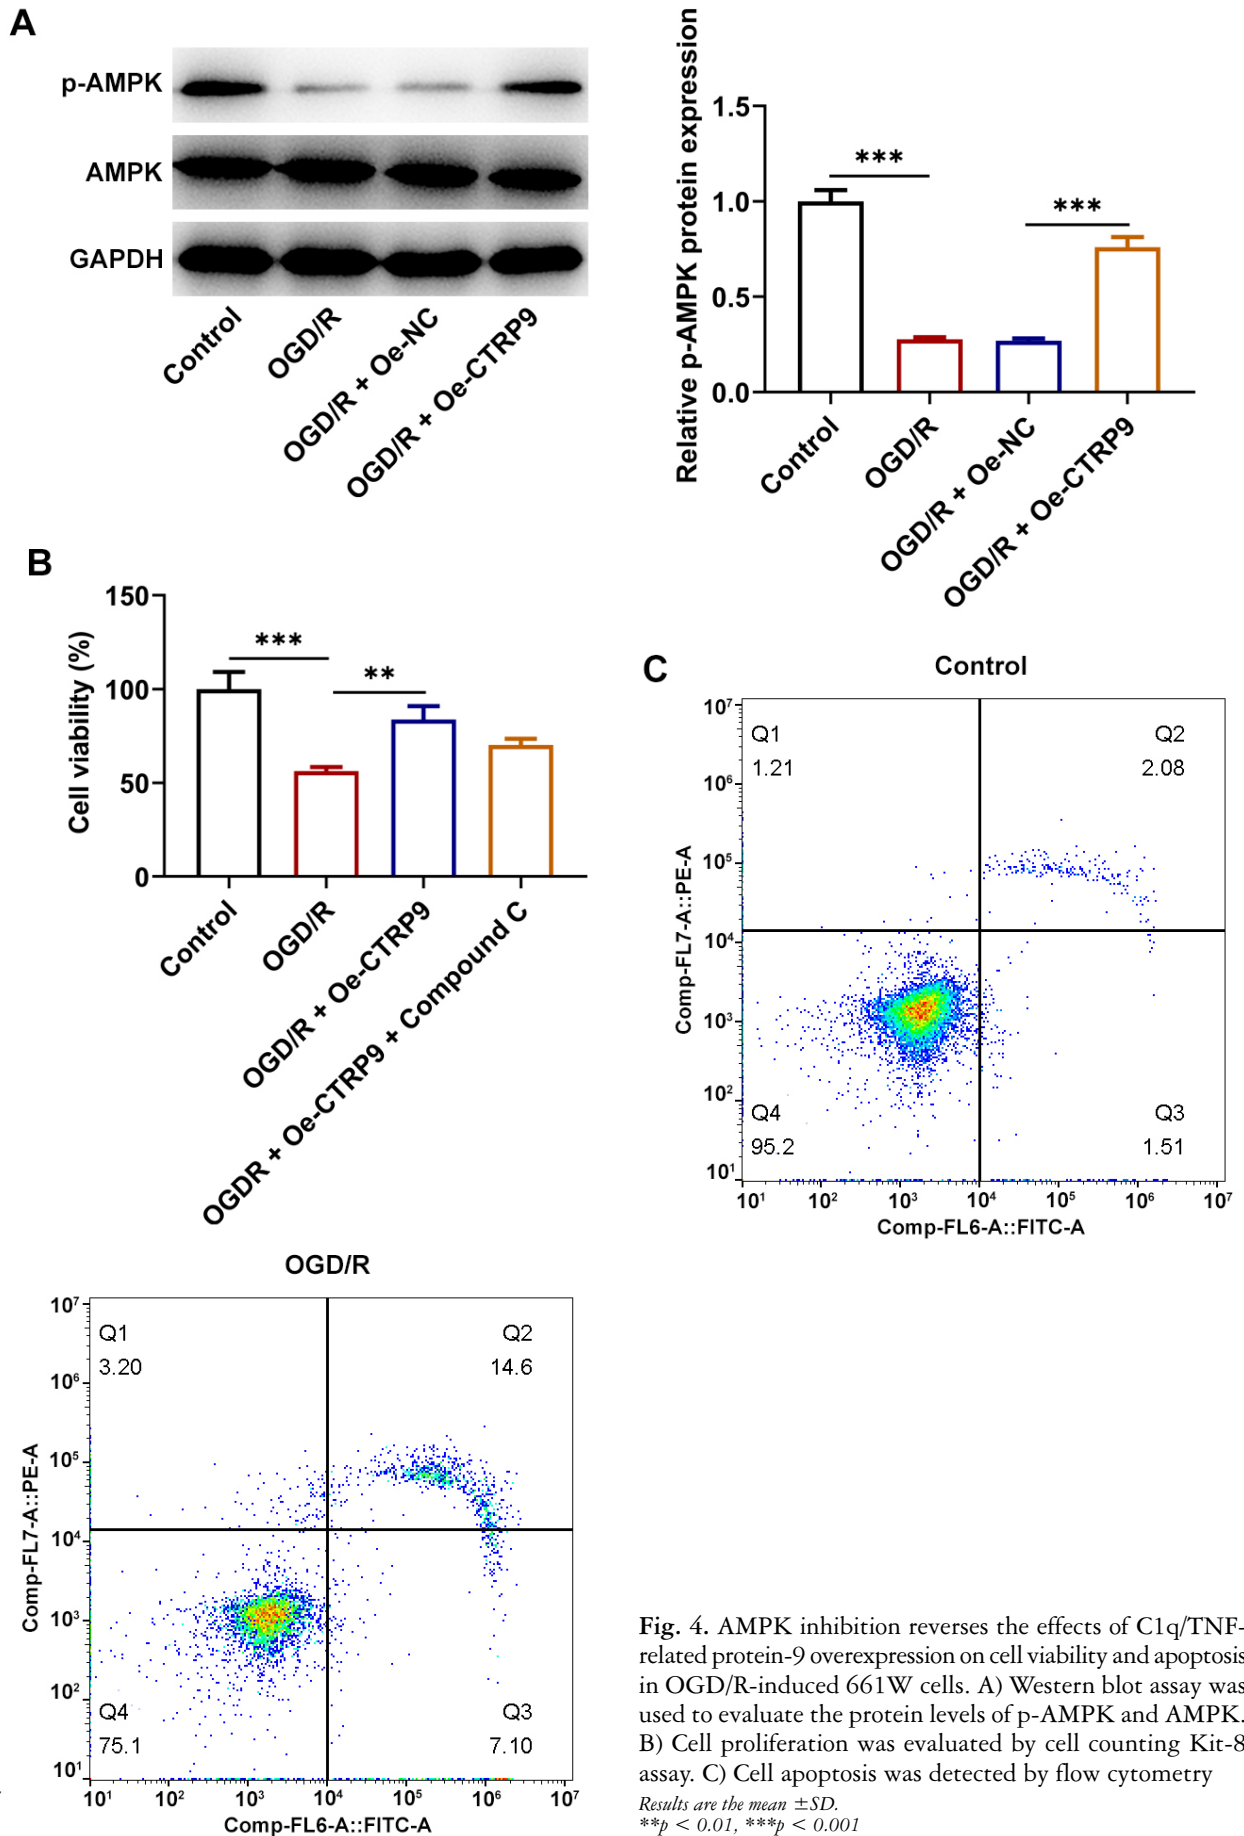 A
p-AMPK
AMPK
GAPDH
Control
OGD/R
OGD/R + Oe-NC
OGD/R + Oe-CTRP9
Relative p-AMPK protein expression
1.5
1.0
0.5
0.0
***
***
Control
OGD/R
OGD/R + Oe-NC
OGD/R + Oe-CTRP9
B
Cell viability (%)
150
100
50
0
***
**
Control
OGD/R
OGD/R + Oe-CTRP9
OGDR + Oe-CTRP9 + Compound C
C
Control
Comp-FL7-A::PE-A
10⁷
10⁶
10⁵
10⁴
10³
10²
10¹
Q1
1.21
Q2
2.08
Q4
95.2
Q3
1.51
10¹ 10² 10³ 10⁴ 10⁵ 10⁶ 10⁷
Comp-FL6-A::FITC-A
OGD/R
Comp-FL7-A::PE-A
10⁷
10⁶
10⁵
10⁴
10³
10²
10¹
Q1
3.20
Q2
14.6
Q4
75.1
Q3
7.10
10¹ 10² 10³ 10⁴ 10⁵ 10⁶ 10⁷
Comp-FL6-A::FITC-A
Fig. 4. AMPK inhibition reverses the effects of C1q/TNF-
related protein-9 overexpression on cell viability and apoptosis
in OGD/R-induced 661W cells. A) Western blot assay was
used to evaluate the protein levels of p-AMPK and AMPK.
B) Cell proliferation was evaluated by cell counting Kit-8
assay. C) Cell apoptosis was detected by flow cytometry
Results are the mean ±SD.
**p < 0.01, ***p < 0.001